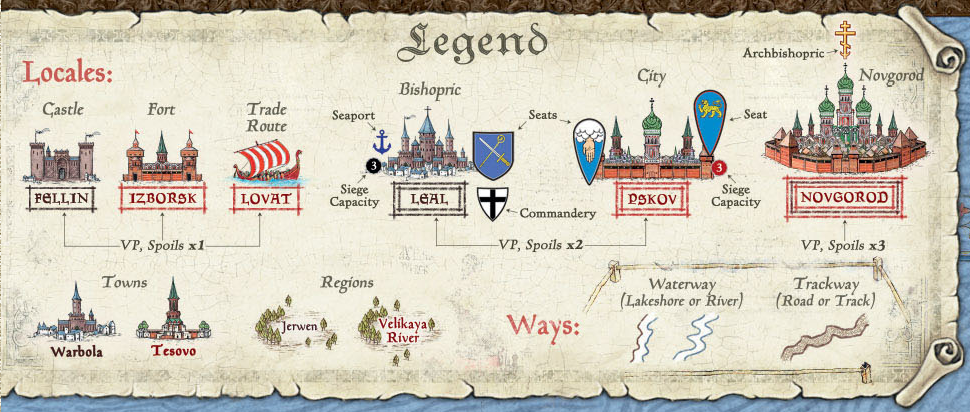 Legend
Locales:
Castle
Fort
Trade
Route
Bishopric
City
Archbishopric
Novgorod
Seaport
3
Siege
Capacity
Seats
Seat
3
Siege
Capacity
Commandery
FELLIN
IZBORSK
LOVAT
LEAL
PSKOV
NOVGOROD
VP, Spoils x1
VP, Spoils x2
VP, Spoils x3
Towns
Warbola
Tesovo
Regions
Jerwen
Velikaya
River
Ways:
Waterway
(Lakeshore or River)
Trackway
(Road or Track)